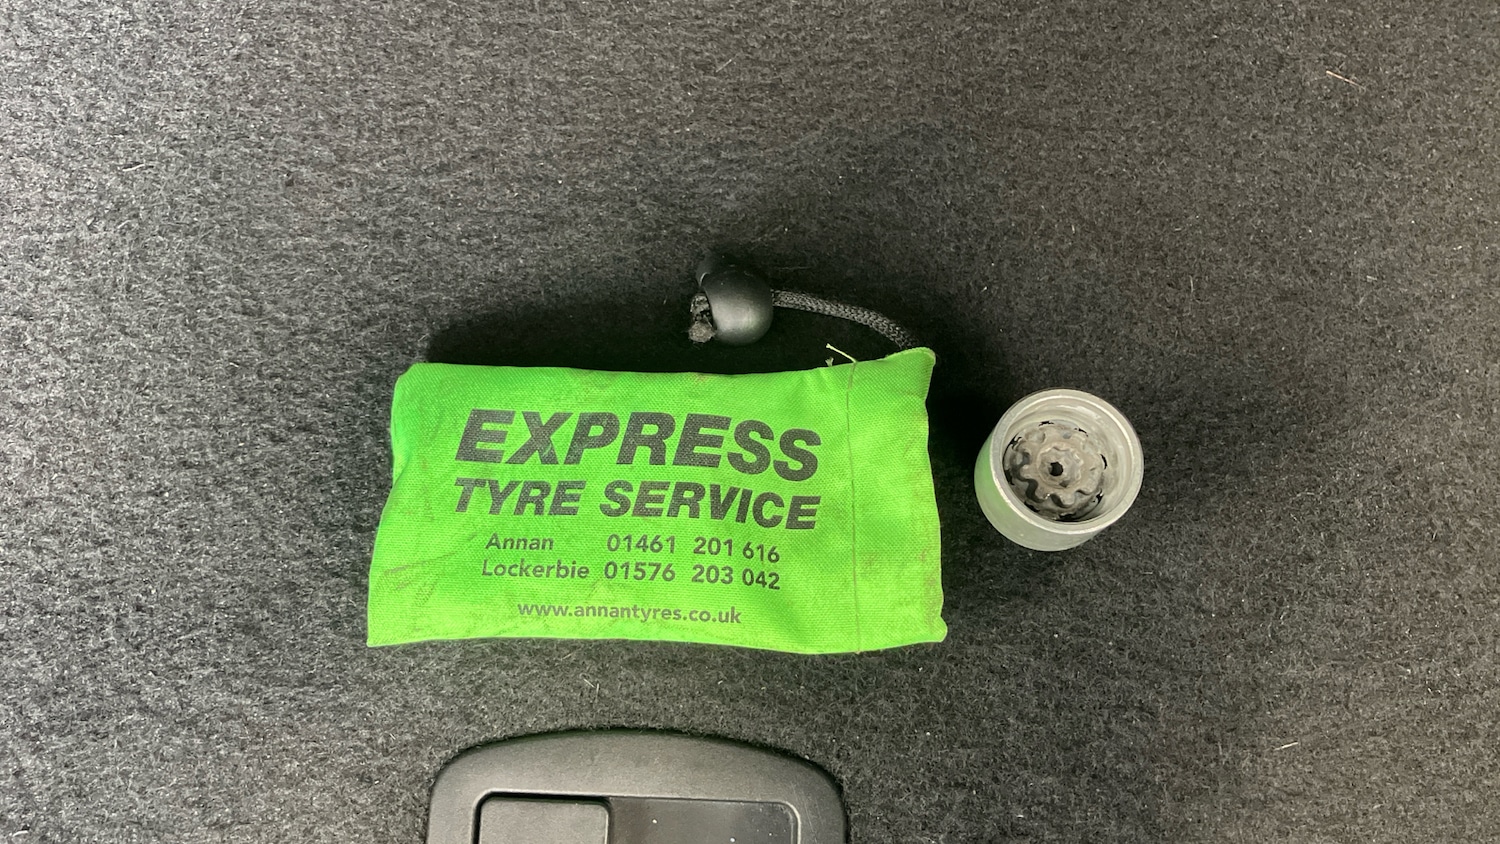 EXPRESS
TYRE SERVICE
Annan 01461 201 616
Lockerbie 01576 203 042
www.annantyres.co.uk